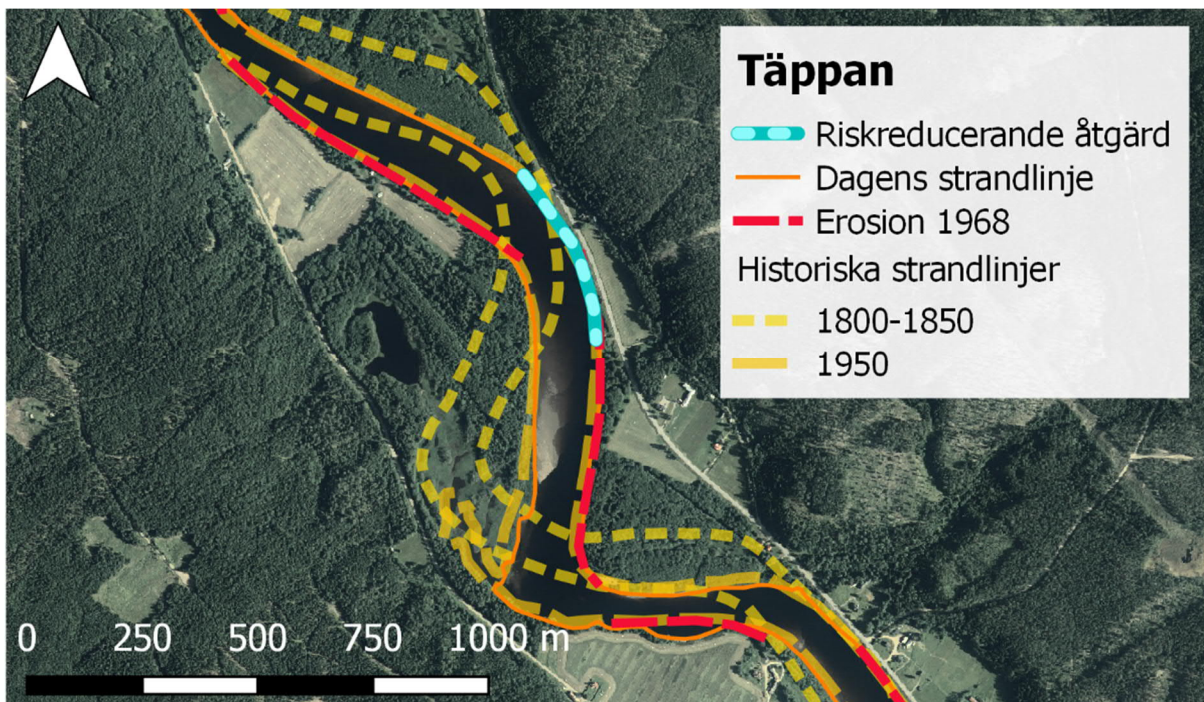 Täppan
Riskreducerande åtgärd
Dagens strandlinje
Erosion 1968
Historiska strandlinjer
1800-1850
1950
0 250 500 750 1000 m